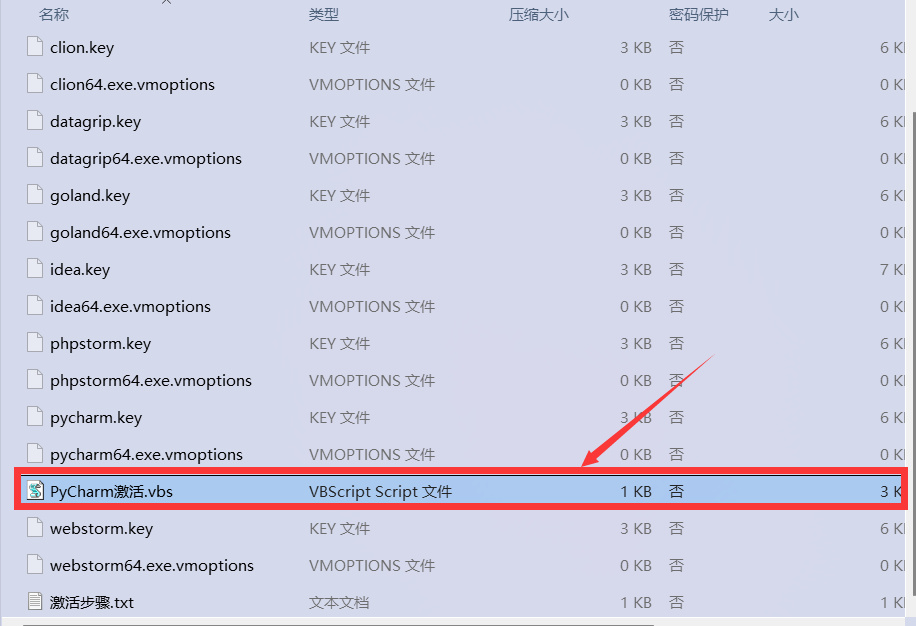 名称 类型 压缩大小 密码保护 大小
clion.key KEY 文件 3 KB 否 6
clion64.exe.vmoptions VMOPTIONS 文件 0 KB 否 0
datagrip.key KEY 文件 3 KB 否 6
datagrip64.exe.vmoptions VMOPTIONS 文件 0 KB 否 0
goland.key KEY 文件 3 KB 否 6
goland64.exe.vmoptions VMOPTIONS 文件 0 KB 否 0
idea.key KEY 文件 3 KB 否 7
idea64.exe.vmoptions VMOPTIONS 文件 0 KB 否 0
phpstorm.key KEY 文件 3 KB 否 6
phpstorm64.exe.vmoptions VMOPTIONS 文件 0 KB 否 0
pycharm.key KEY 文件 3 KB 否 6
pycharm64.exe.vmoptions VMOPTIONS 文件 0 KB 否 0
PyCharm激活.vbs VBScript Script 文件 1 KB 否 3
webstorm.key KEY 文件 3 KB 否 6
webstorm64.exe.vmoptions VMOPTIONS 文件 0 KB 否 0
激活步骤.txt 文本文档 1 KB 否 1